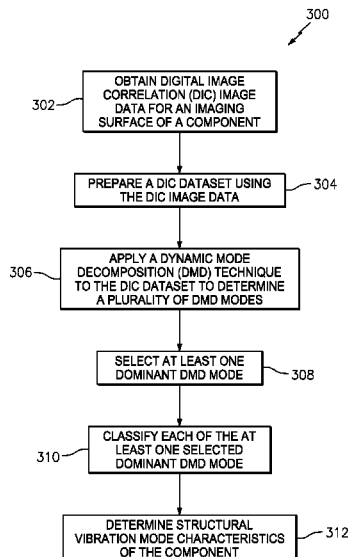 300
302
OBTAIN DIGITAL IMAGE
CORRELATION (DIC) IMAGE
DATA FOR AN IMAGING
SURFACE OF A COMPONENT
PREPARE A DIC DATASET USING
THE DIC IMAGE DATA
304
306
APPLY A DYNAMIC MODE
DECOMPOSITION (DMD) TECHNIQUE
TO THE DIC DATASET TO DETERMINE
A PLURALITY OF DMD MODES
SELECT AT LEAST ONE
DOMINANT DMD MODE
308
310
CLASSIFY EACH OF THE AT
LEAST ONE SELECTED
DOMINANT DMD MODE
DETERMINE STRUCTURAL
VIBRATION MODE CHARACTERISTICS
OF THE COMPONENT
312